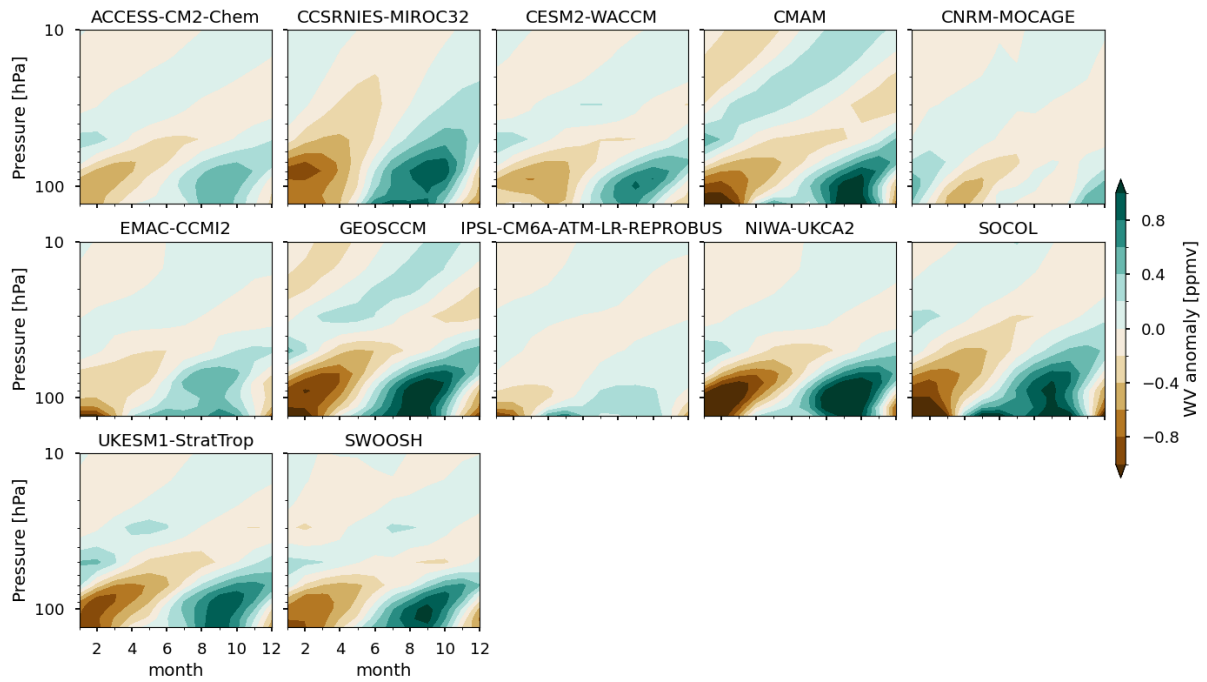 ACCESS-CM2-Chem CCSRNIES-MIROC32 CESM2-WACCM CMAM CNRM-MOCAGE
10
Pressure [hPa]
100
EMAC-CCMI2 GEOSCCM IPSL-CM6A-ATM-LR-REPROBUS NIWA-UKCA2 SOCOL
10
Pressure [hPa]
100
UKESM1-StratTrop SWOOSH
10
Pressure [hPa]
100
2 4 6 8 10 12 2 4 6 8 10 12
month month
0.8
0.4
0.0
−0.4
−0.8
WV anomaly [ppmv]